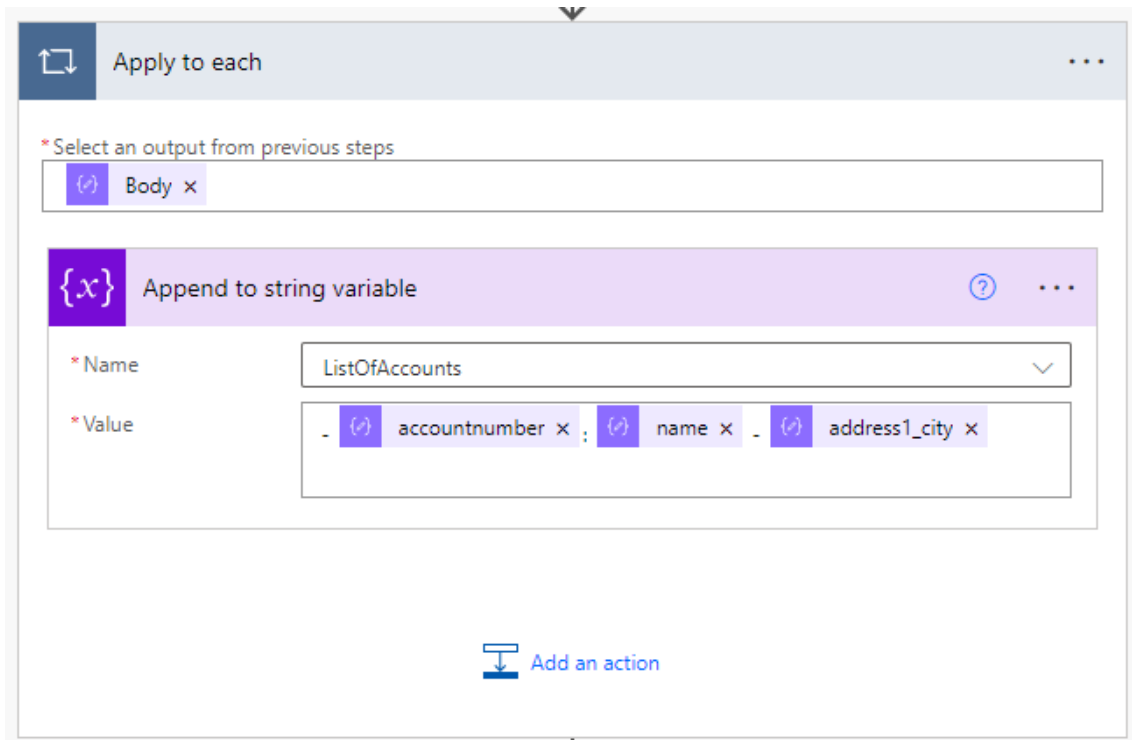 Apply to each
* Select an output from previous steps
Body ×
{x} Append to string variable ?
* Name ListOfAccounts
* Value - accountnumber × : name × - address1_city ×
Add an action